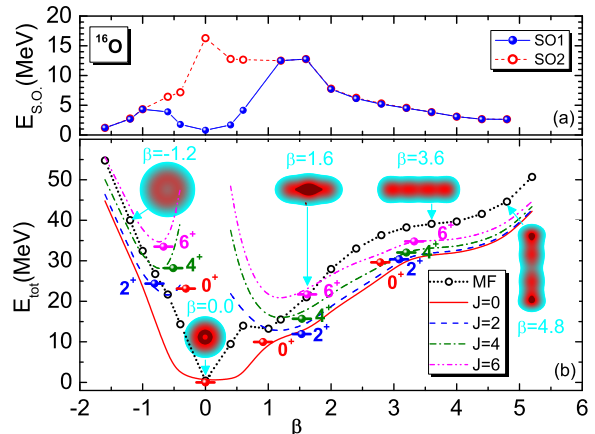 ¹⁶O
SO1
SO2
E_S.O.(MeV)
20
15
10
5
0
(a)
β=-1.2
β=1.6
β=3.6
β=0.0
β=4.8
6⁺
4⁺
2⁺
0⁺
6⁺
4⁺
2⁺
0⁺
6⁺
4⁺
2⁺
0⁺
MF
J=0
J=2
J=4
J=6
(b)
E_tot(MeV)
60
50
40
30
20
10
0
-2 -1 0 1 2 3 4 5 6
β